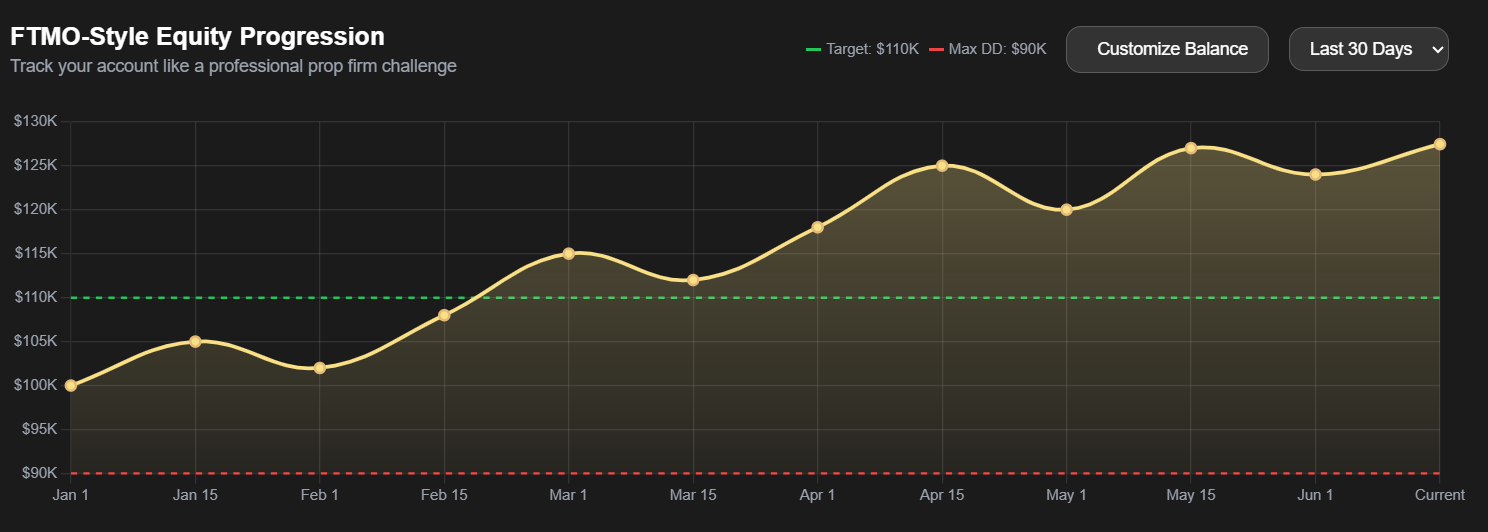 FTMO-Style Equity Progression
Track your account like a professional prop firm challenge
Target: $110K Max DD: $90K
Customize Balance
Last 30 Days
$130K
$125K
$120K
$115K
$110K
$105K
$100K
$95K
$90K
Jan 1 Jan 15 Feb 1 Feb 15 Mar 1 Mar 15 Apr 1 Apr 15 May 1 May 15 Jun 1 Current